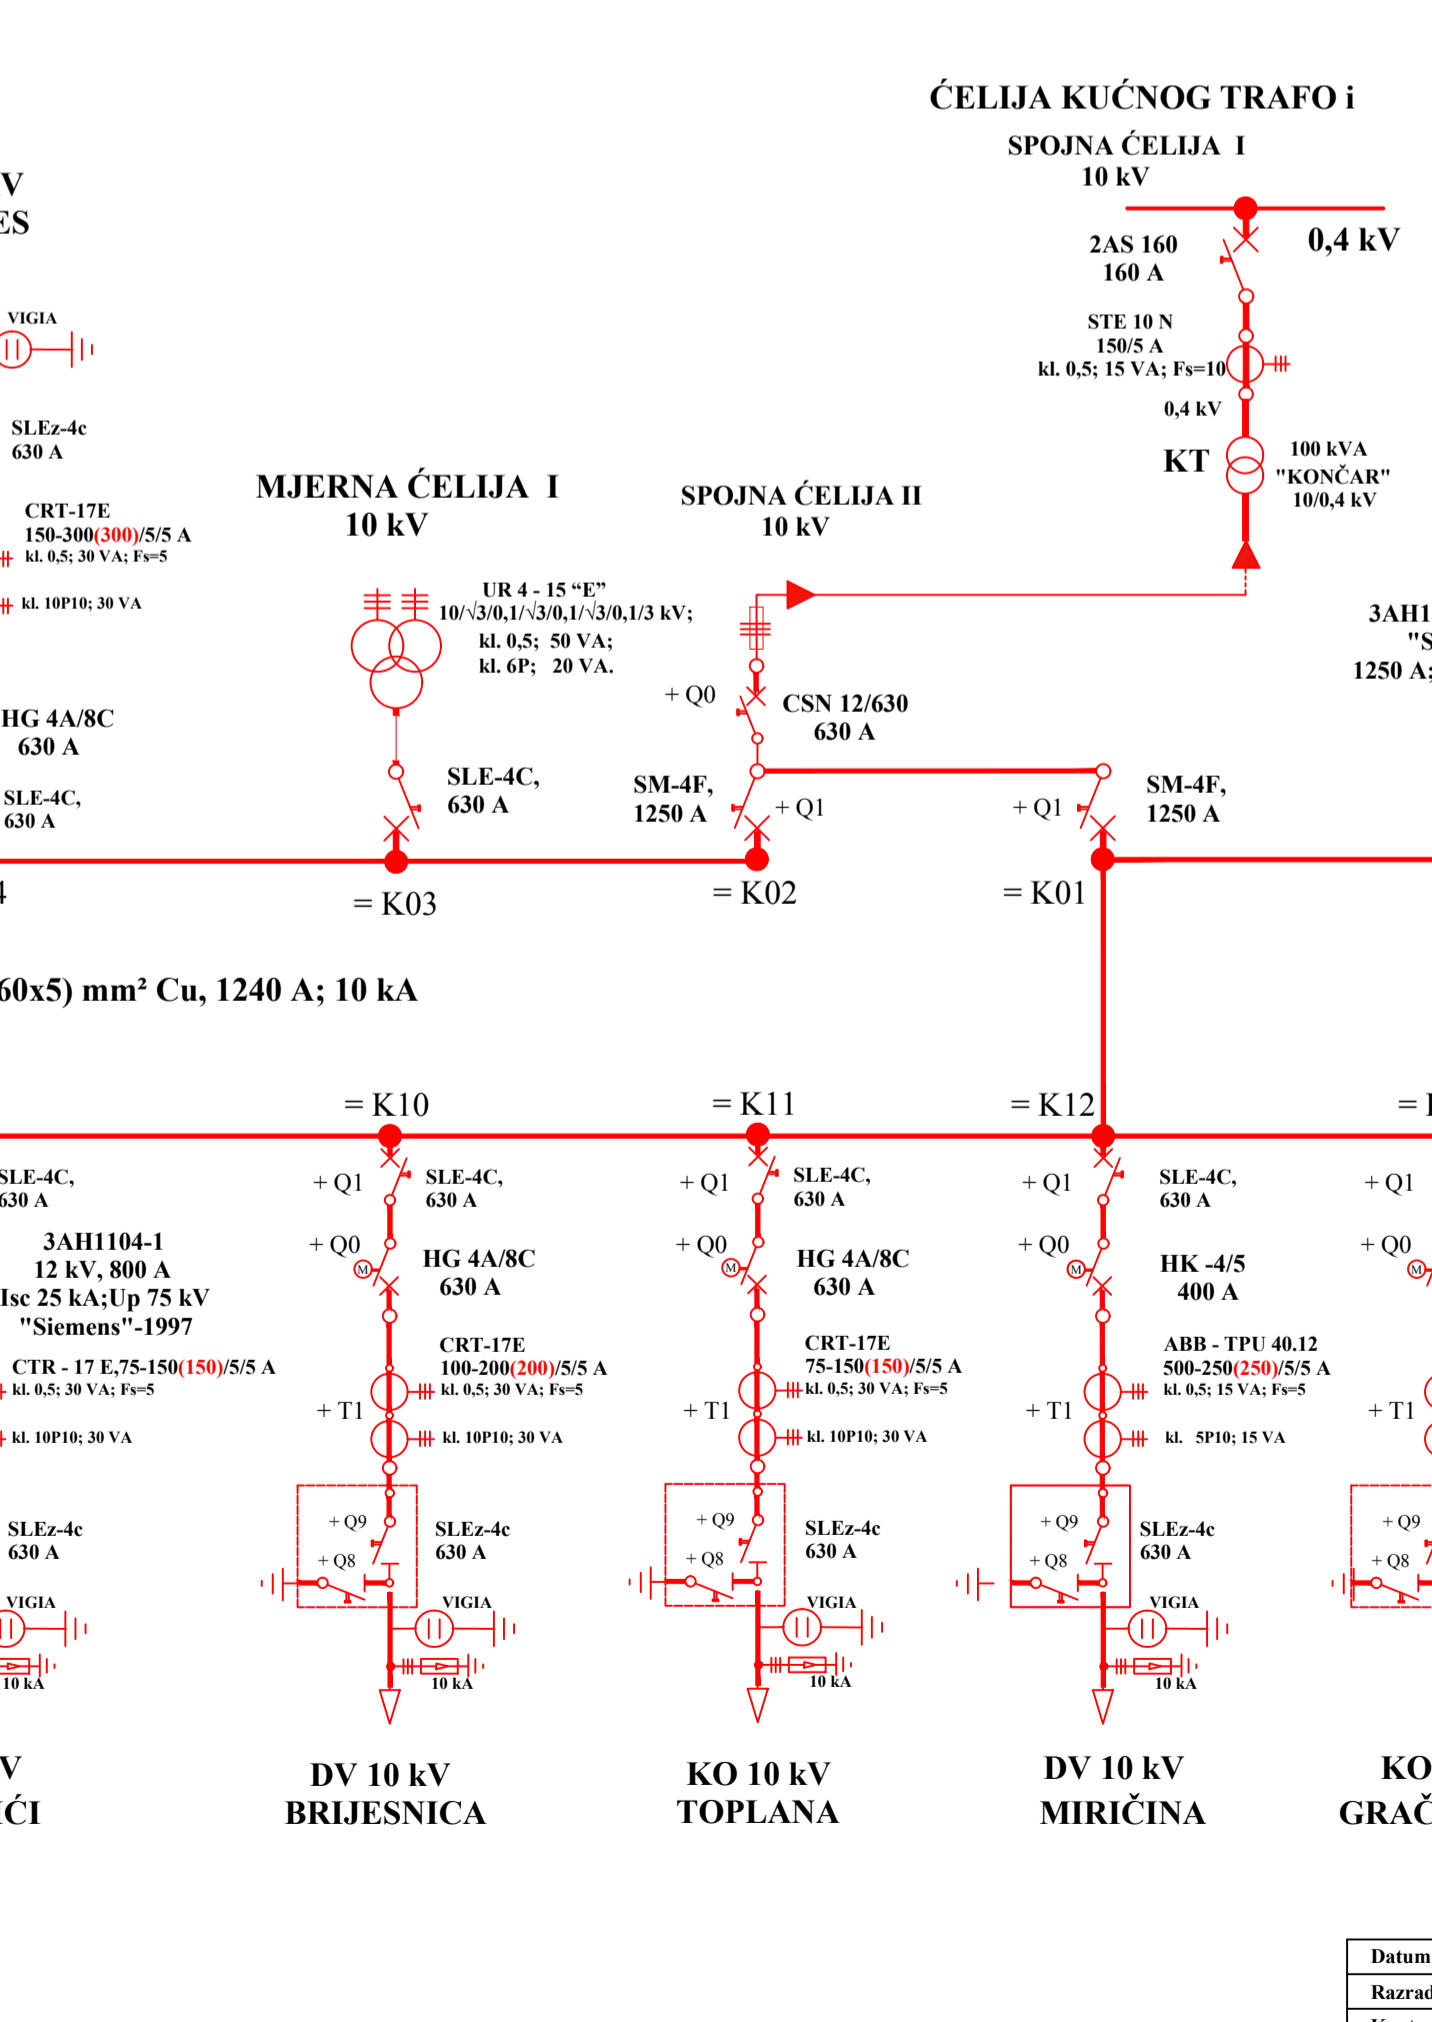 ĆELIJA KUĆNOG TRAFO i
SPOJNA ĆELIJA I
10 kV
V
ES
2AS 160
160 A
0,4 kV
VIGIA
STE 10 N
150/5 A
kl. 0,5; 15 VA; Fs=10
0,4 kV
SLEz-4c
630 A
KT
100 kVA
"KONČAR"
10/0,4 kV
MJERNA ĆELIJA I
10 kV
SPOJNA ĆELIJA II
10 kV
CRT-17E
150-300(300)/5/5 A
kl. 0,5; 30 VA; Fs=5
kl. 10P10; 30 VA
UR 4 - 15 “E”
10/√3/0,1/√3/0,1/√3/0,1/3 kV;
kl. 0,5; 50 VA;
kl. 6P; 20 VA.
3AH1
"S
1250 A;
+ Q0
CSN 12/630
630 A
HG 4A/8C
630 A
SLE-4C,
630 A
SLE-4C,
630 A
SM-4F,
1250 A
+ Q1
+ Q1
SM-4F,
1250 A
4
= K03
= K02
= K01
60x5) mm² Cu, 1240 A; 10 kA
= K10
= K11
= K12
=
SLE-4C,
630 A
+ Q1
SLE-4C,
630 A
+ Q1
SLE-4C,
630 A
+ Q1
SLE-4C,
630 A
+ Q1
3AH1104-1
12 kV, 800 A
Isc 25 kA;Up 75 kV
"Siemens"-1997
+ Q0
M
HG 4A/8C
630 A
+ Q0
M
HG 4A/8C
630 A
+ Q0
M
HK -4/5
400 A
+ Q0
M
CTR - 17 E,75-150(150)/5/5 A
kl. 0,5; 30 VA; Fs=5
kl. 10P10; 30 VA
CRT-17E
100-200(200)/5/5 A
kl. 0,5; 30 VA; Fs=5
+ T1
kl. 10P10; 30 VA
CRT-17E
75-150(150)/5/5 A
kl. 0,5; 30 VA; Fs=5
+ T1
kl. 10P10; 30 VA
ABB - TPU 40.12
500-250(250)/5/5 A
kl. 0,5; 15 VA; Fs=5
+ T1
kl. 5P10; 15 VA
+ T1
SLEz-4c
630 A
+ Q9
+ Q8
SLEz-4c
630 A
+ Q9
+ Q8
SLEz-4c
630 A
+ Q9
+ Q8
SLEz-4c
630 A
+ Q9
+ Q8
VIGIA
10 kA
VIGIA
10 kA
VIGIA
10 kA
VIGIA
10 kA
V
IĆI
DV 10 kV
BRIJESNICA
KO 10 kV
TOPLANA
DV 10 kV
MIRIČINA
KO
GRAČ
Datum
Razrad